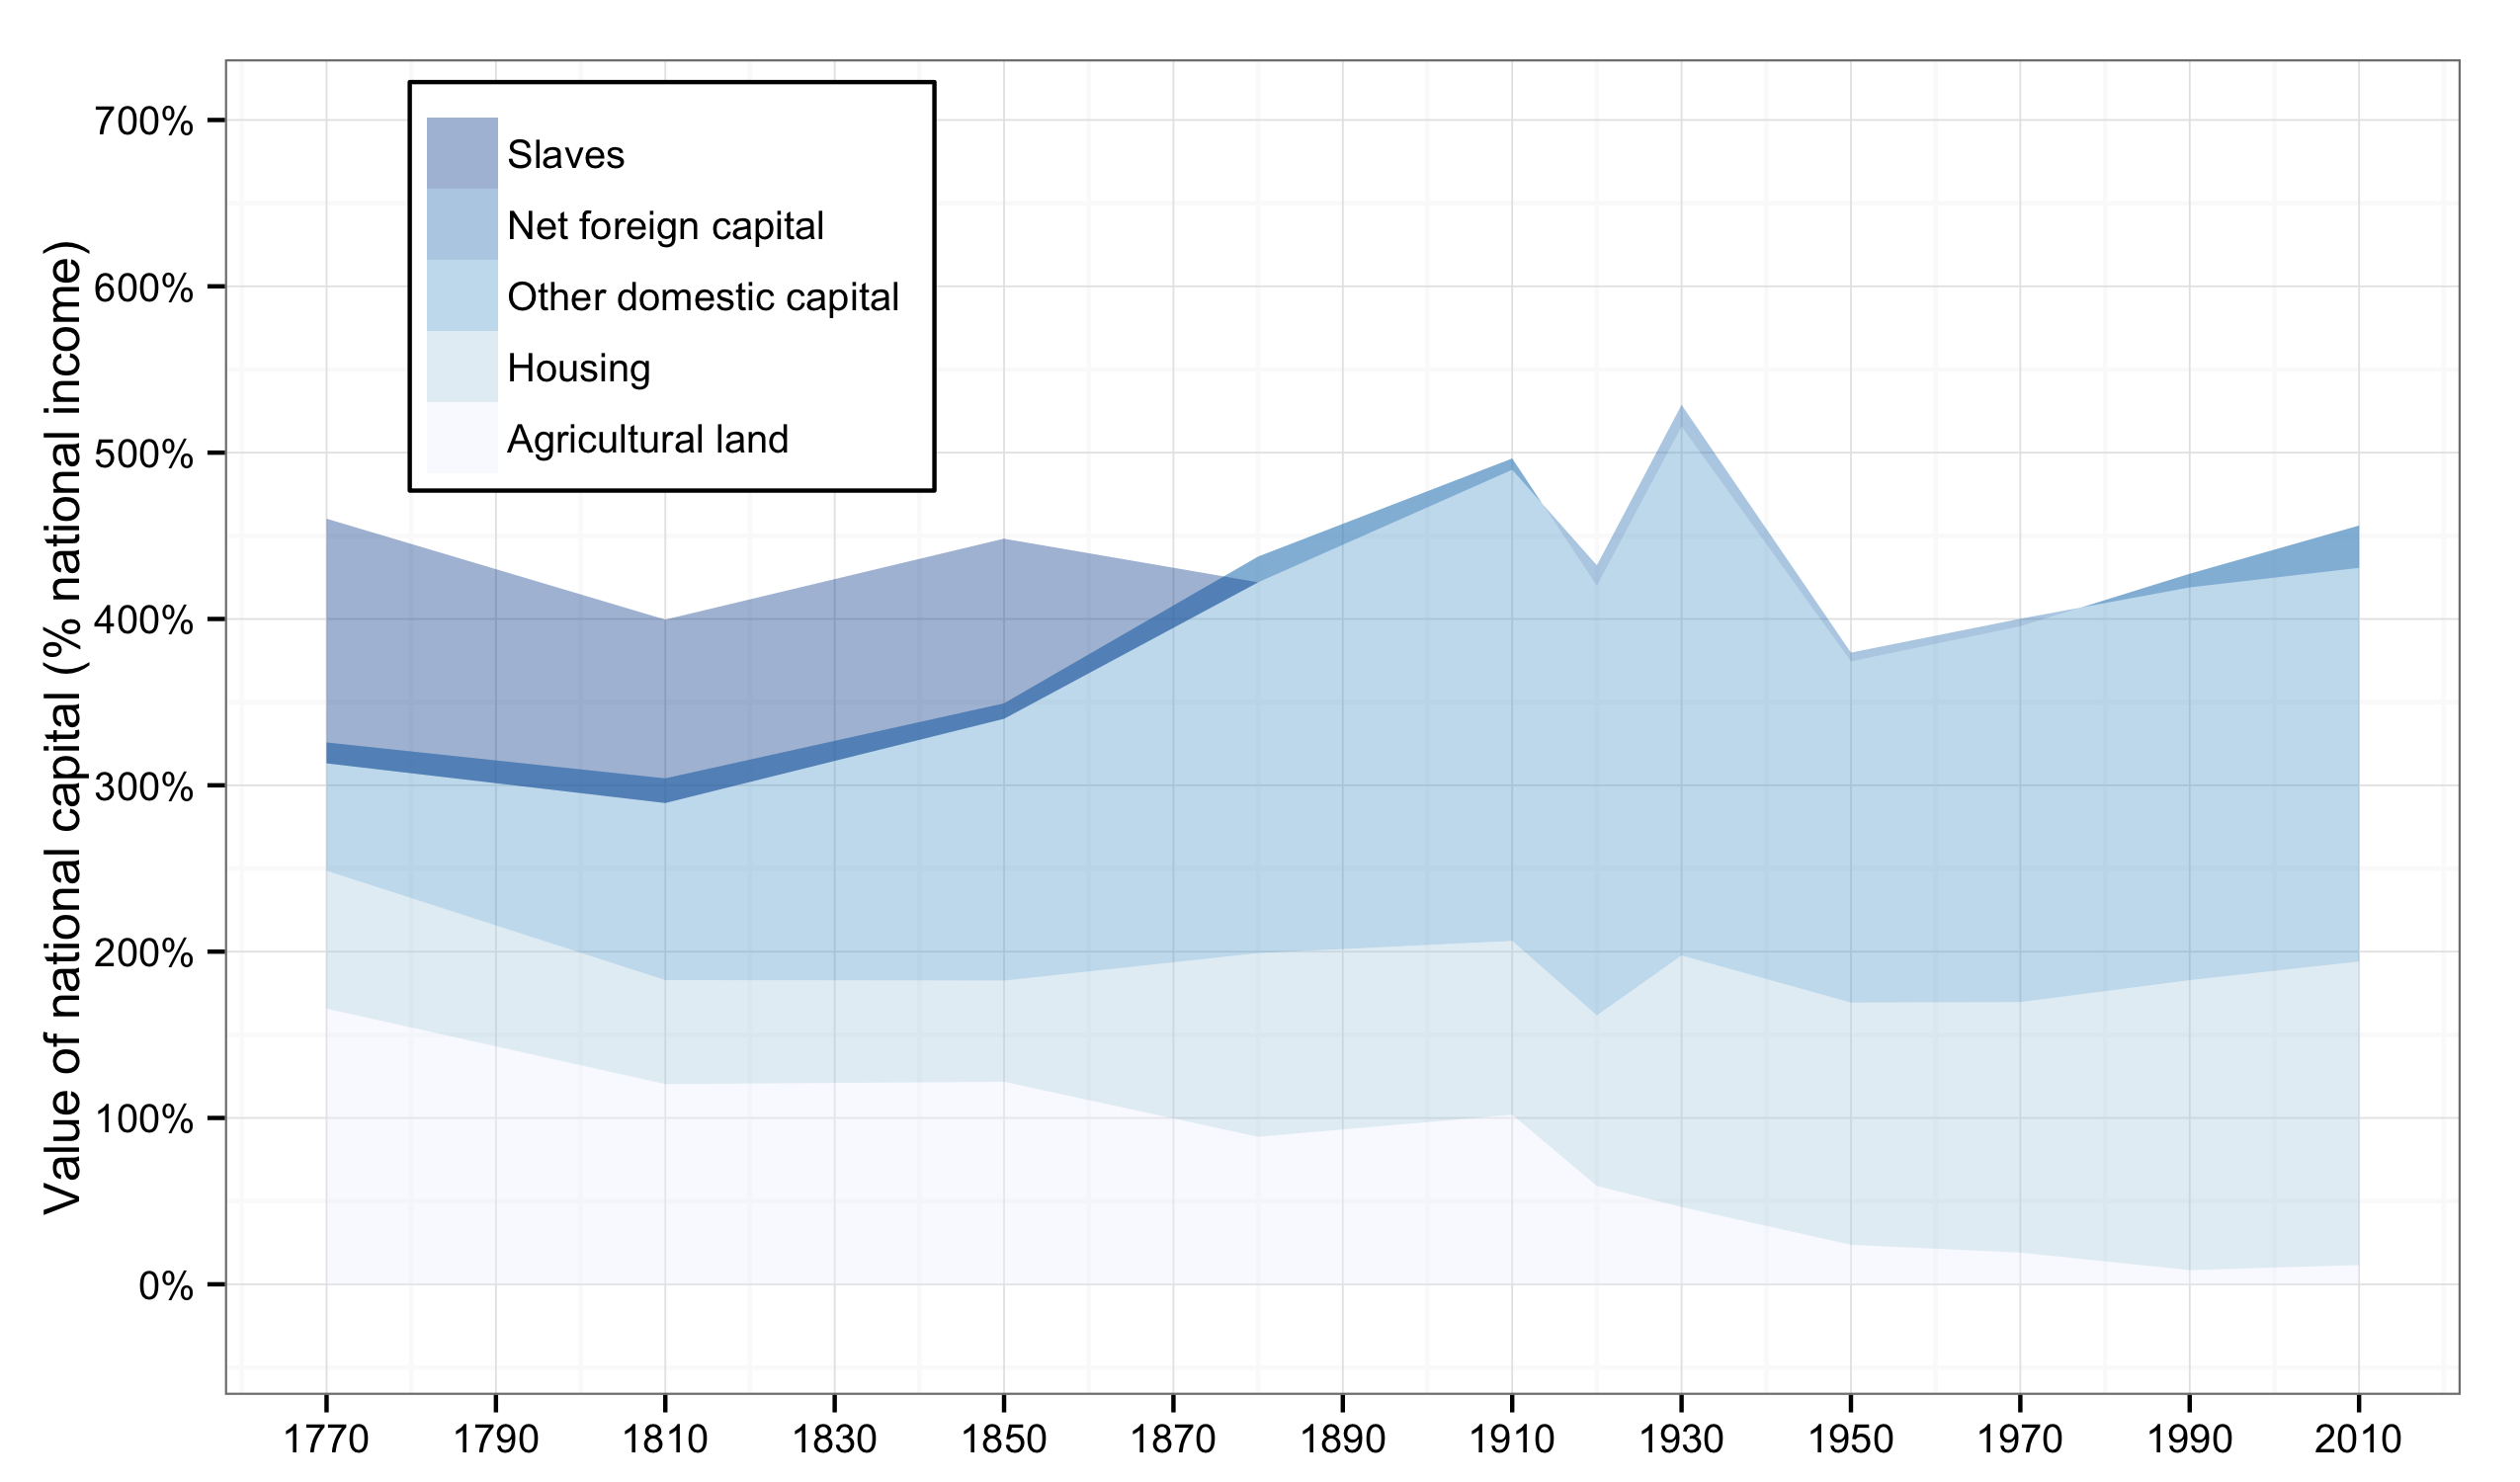 Value of national capital (% national income)
700%
600%
500%
400%
300%
200%
100%
0%
Slaves
Net foreign capital
Other domestic capital
Housing
Agricultural land
1770 1790 1810 1830 1850 1870 1890 1910 1930 1950 1970 1990 2010